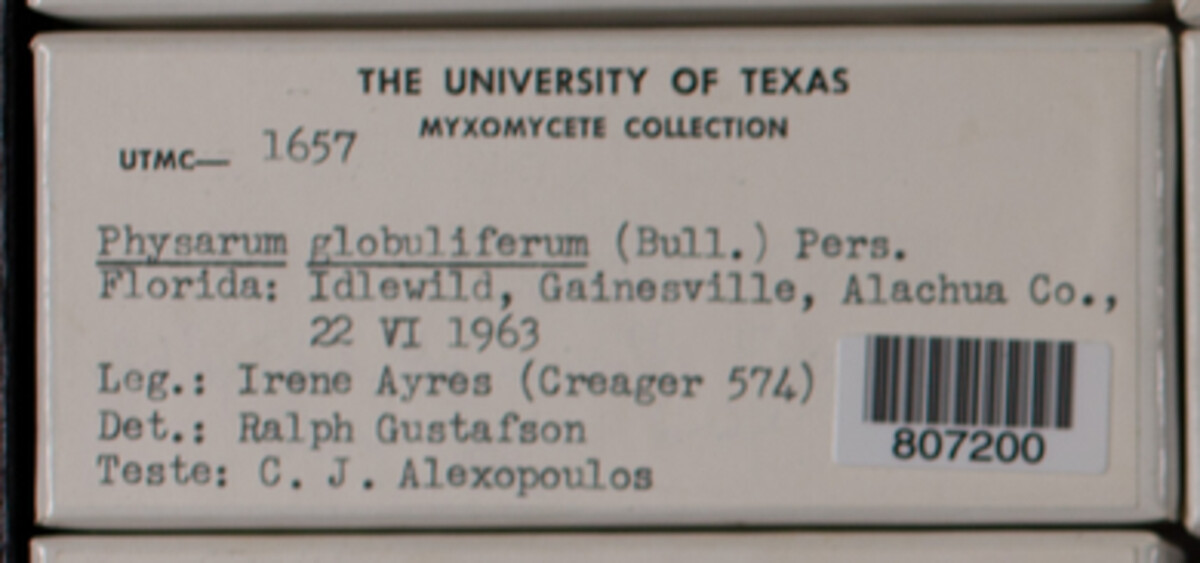 THE UNIVERSITY OF TEXAS
MYXOMYCETE COLLECTION
UTMC— 1657
Physarum globuliferum (Bull.) Pers.
Florida: Idlewild, Gainesville, Alachua Co.,
22 VI 1963
Leg.: Irene Ayres (Creager 574)
Det.: Ralph Gustafson
Teste: C. J. Alexopoulos
807200